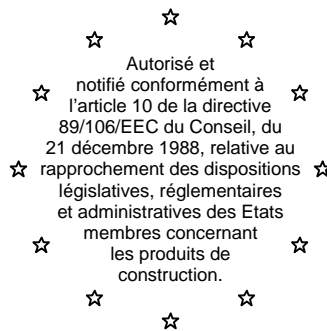 Autorisé et
notifié conformément à
l'article 10 de la directive
89/106/EEC du Conseil, du
21 décembre 1988, relative au
rapprochement des dispositions
législatives, réglementaires
et administratives des Etats
membres concernant
les produits de
construction.